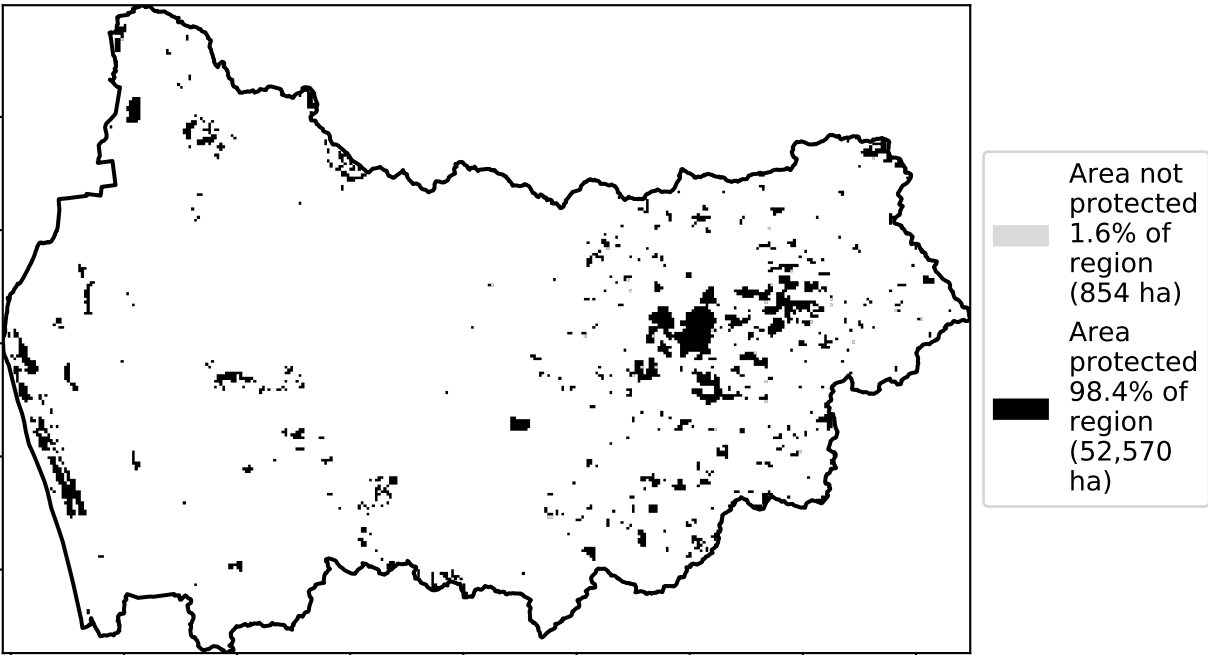 Area not
protected
1.6% of
region
(854 ha)
Area
protected
98.4% of
region
(52,570
ha)